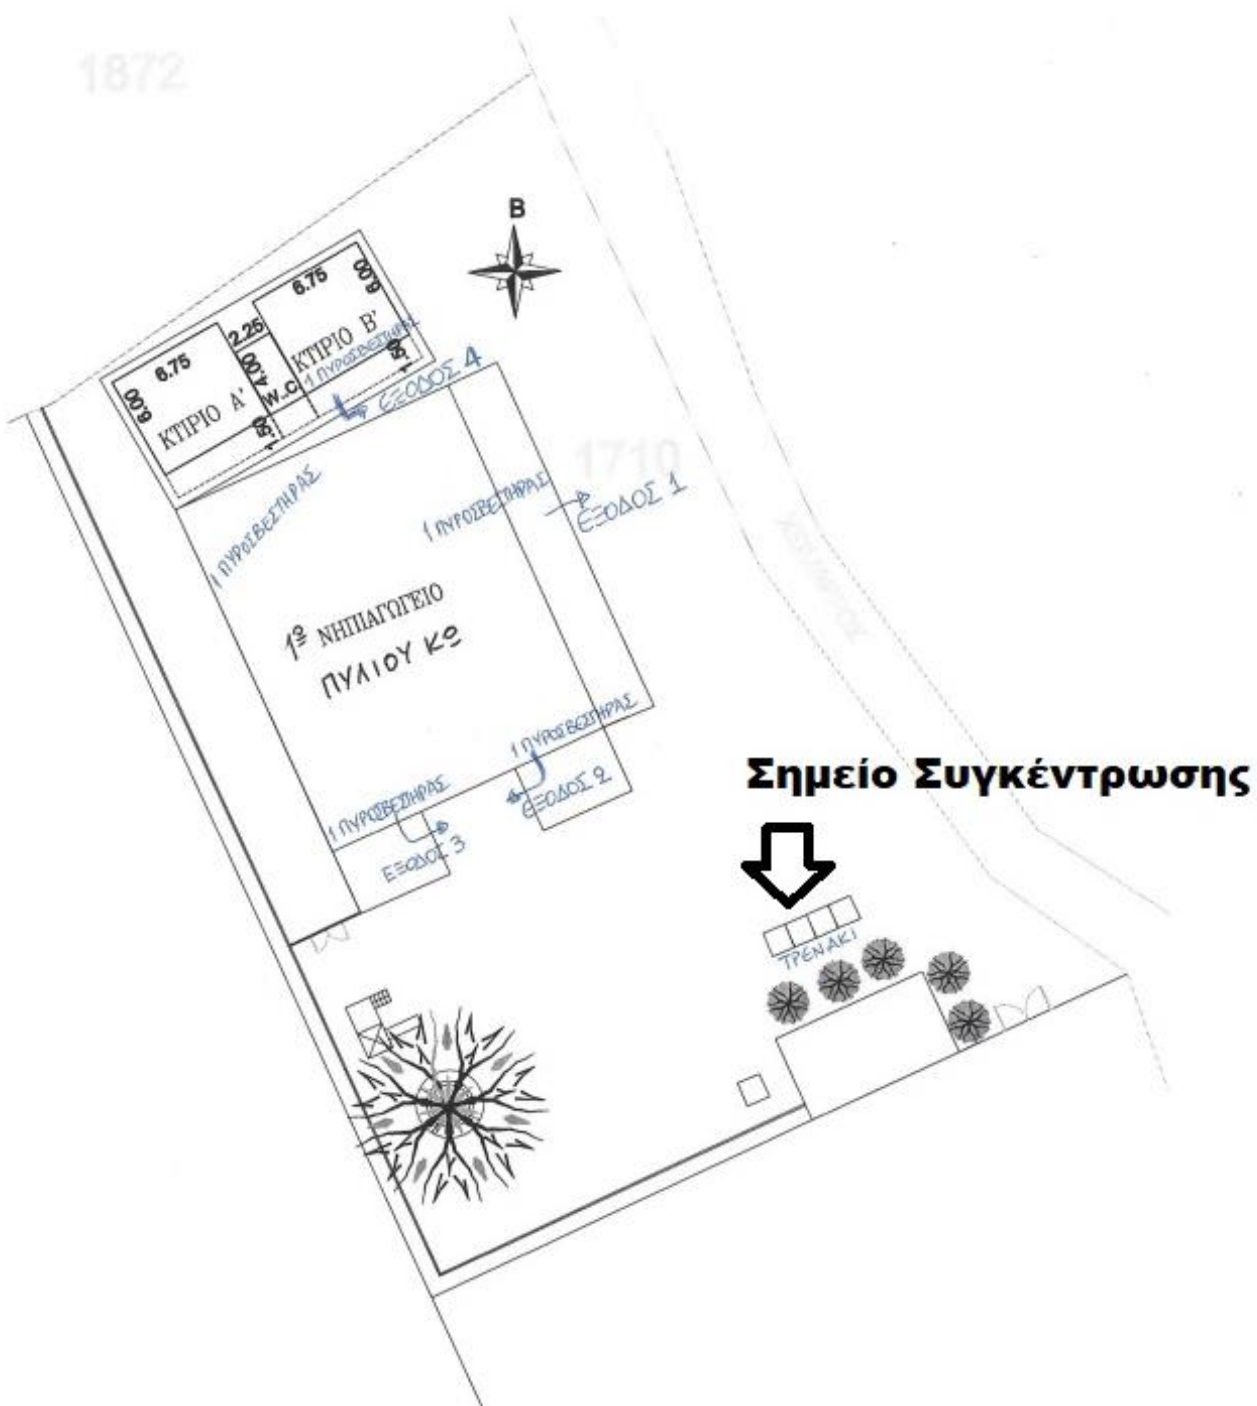 1872
Β
6.75
6.00
ΚΤΙΡΙΟ Β'
1 ΠΥΡΟΣΒΕΣΤΗΡΑΣ
1.50
2.25
4.00
W.C
6.75
6.00
ΚΤΙΡΙΟ Α'
1.50
ΕΞΟΔΟΣ 4
1710
1 ΠΥΡΟΣΒΕΣΤΗΡΑΣ
1 ΠΥΡΟΣΒΕΣΤΗΡΑΣ
ΕΞΟΔΟΣ 1
ΧΕΙΜΑΡΡΟΣ
1º ΝΗΠΙΑΓΩΓΕΙΟ
ΠΥΛΙΟΥ ΚΩ
1 ΠΥΡΟΣΒΕΣΤΗΡΑΣ
ΕΞΟΔΟΣ 2
1 ΠΥΡΟΣΒΕΣΤΗΡΑΣ
ΕΞΟΔΟΣ 3
Σημείο Συγκέντρωσης
ΤΡΕΝΑΚΙ